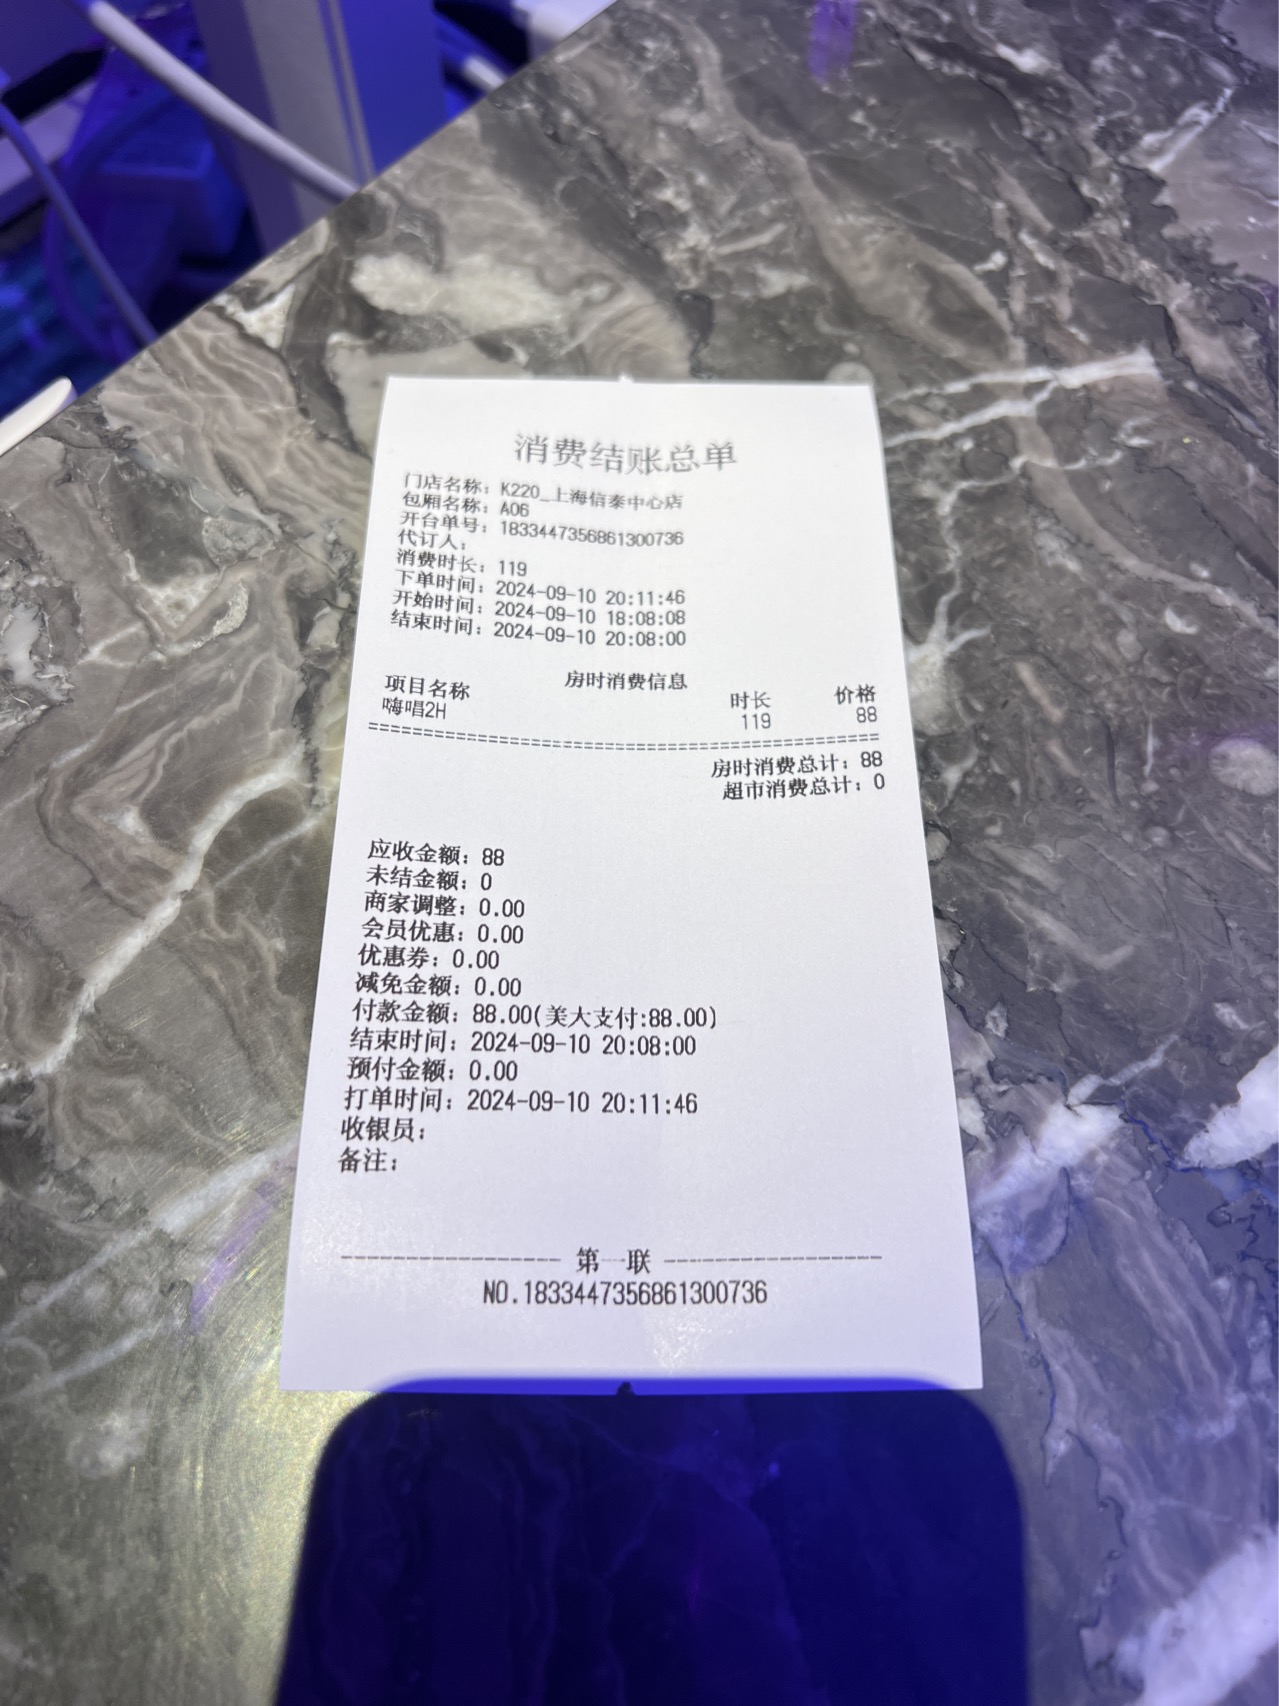 消费结账总单
门店名称：K220_上海信泰中心店
包厢名称：A06
开台单号：1833447356861300736
代订人：
消费时长：119
下单时间：2024-09-10 20:11:46
开始时间：2024-09-10 18:08:08
结束时间：2024-09-10 20:08:00
房时消费信息
项目名称 时长 价格
嗨唱2H 119 88
房时消费总计：88
超市消费总计：0
应收金额：88
未结金额：0
商家调整：0.00
会员优惠：0.00
优惠券：0.00
减免金额：0.00
付款金额：88.00(美大支付:88.00)
结束时间：2024-09-10 20:08:00
预付金额：0.00
打单时间：2024-09-10 20:11:46
收银员：
备注：
第一联
NO.1833447356861300736